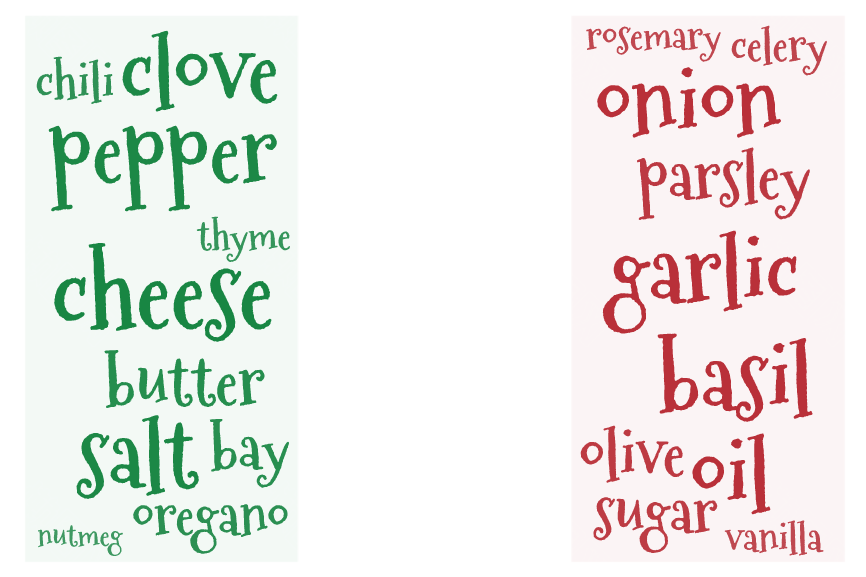 chili clove
pepper
thyme
cheese
butter
salt bay
oregano
nutmeg
rosemary celery
onion
parsley
garlic
basil
olive oil
sugar
vanilla